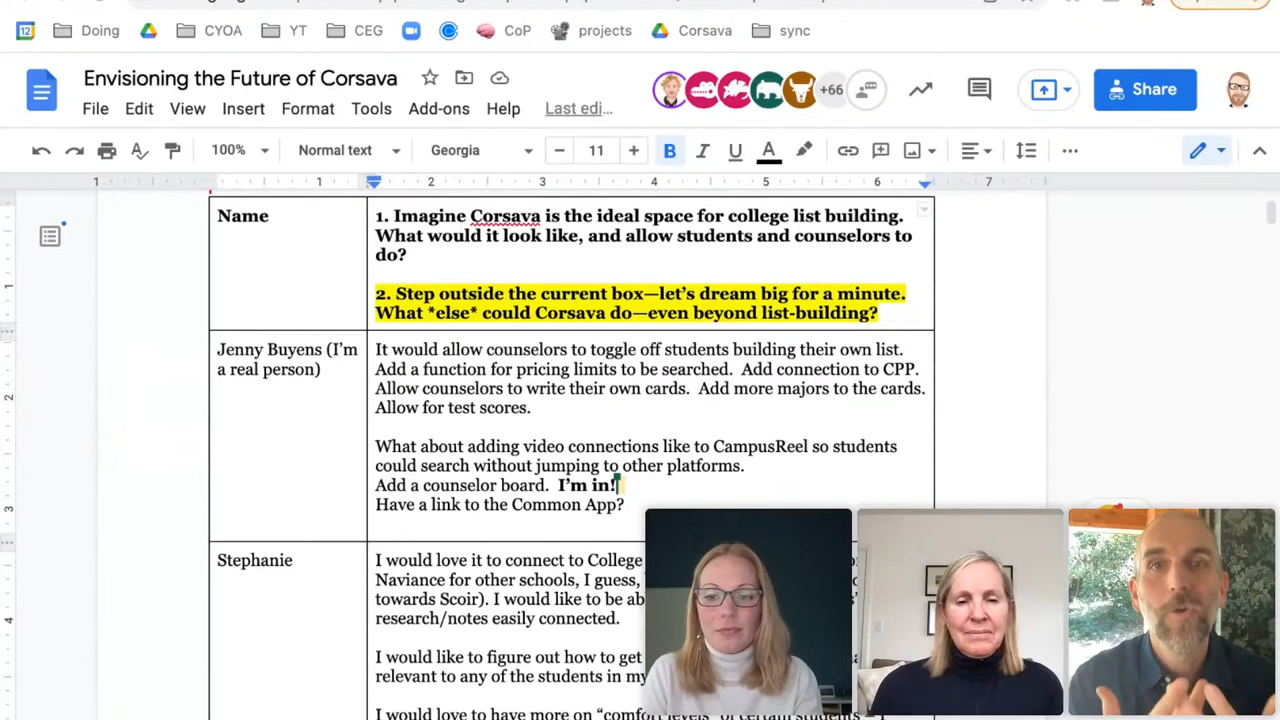 Doing
CYOA
YT
CEG
CoP
projects
Corsava
sync
Envisioning the Future of Corsava
+66
Share
File Edit View Insert Format Tools Add-ons Help Last edi...
100% Normal text Georgia 11 B I U A
1 1 2 3 4 5 6 7
Name
1. Imagine Corsava is the ideal space for college list building.
What would it look like, and allow students and counselors to
do?
2. Step outside the current box—let's dream big for a minute.
What *else* could Corsava do—even beyond list-building?
Jenny Buyens (I'm
a real person)
It would allow counselors to toggle off students building their own list.
Add a function for pricing limits to be searched. Add connection to CPP.
Allow counselors to write their own cards. Add more majors to the cards.
Allow for test scores.
What about adding video connections like to CampusReel so students
could search without jumping to other platforms.
Add a counselor board. I'm in!
Have a link to the Common App?
Stephanie
I would love it to connect to College
Naviance for other schools, I guess,
towards Scoir). I would like to be ab
research/notes easily connected.
I would like to figure out how to get
relevant to any of the students in my
I would love to have more on "comfort levels" of certain students – I